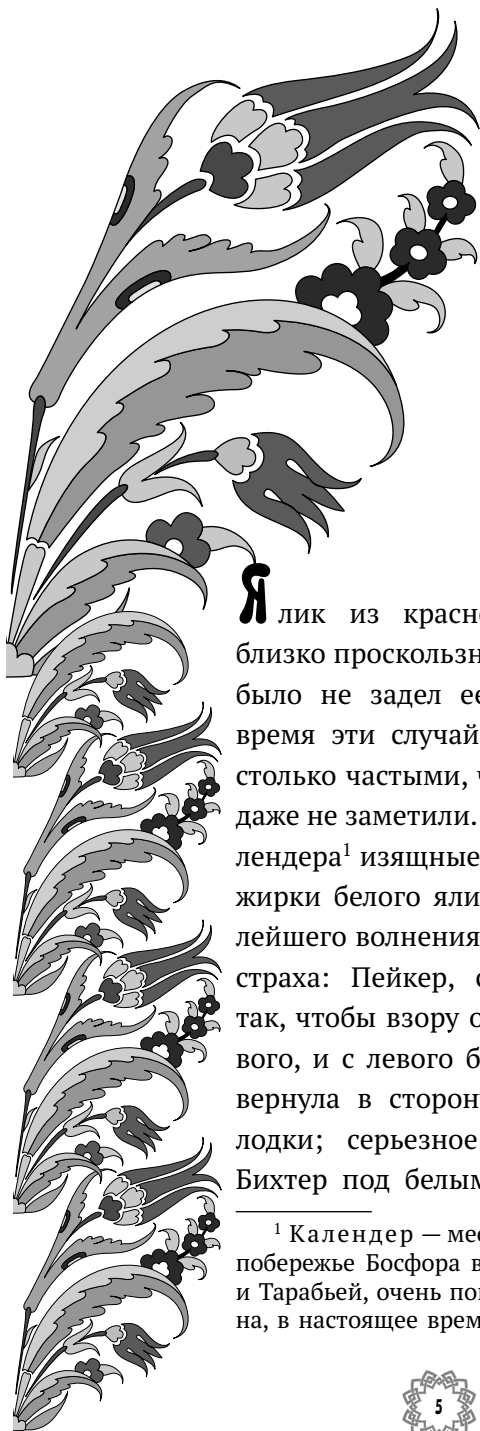 Ялик из красн
близко проскользн
было не задел е
время эти случай
столько частыми,
даже не заметили.
лендера¹ изящные
жирки белого яли
лейшего волнения
страха: Пейкер,
так, чтобы взору
вого, и с левого б
вернула в сторон
лодки; серьезное
Бихтер под белым
¹ Календер — мес
побережье Босфора в
и Тарабьей, очень по
на, в настоящее врем
5